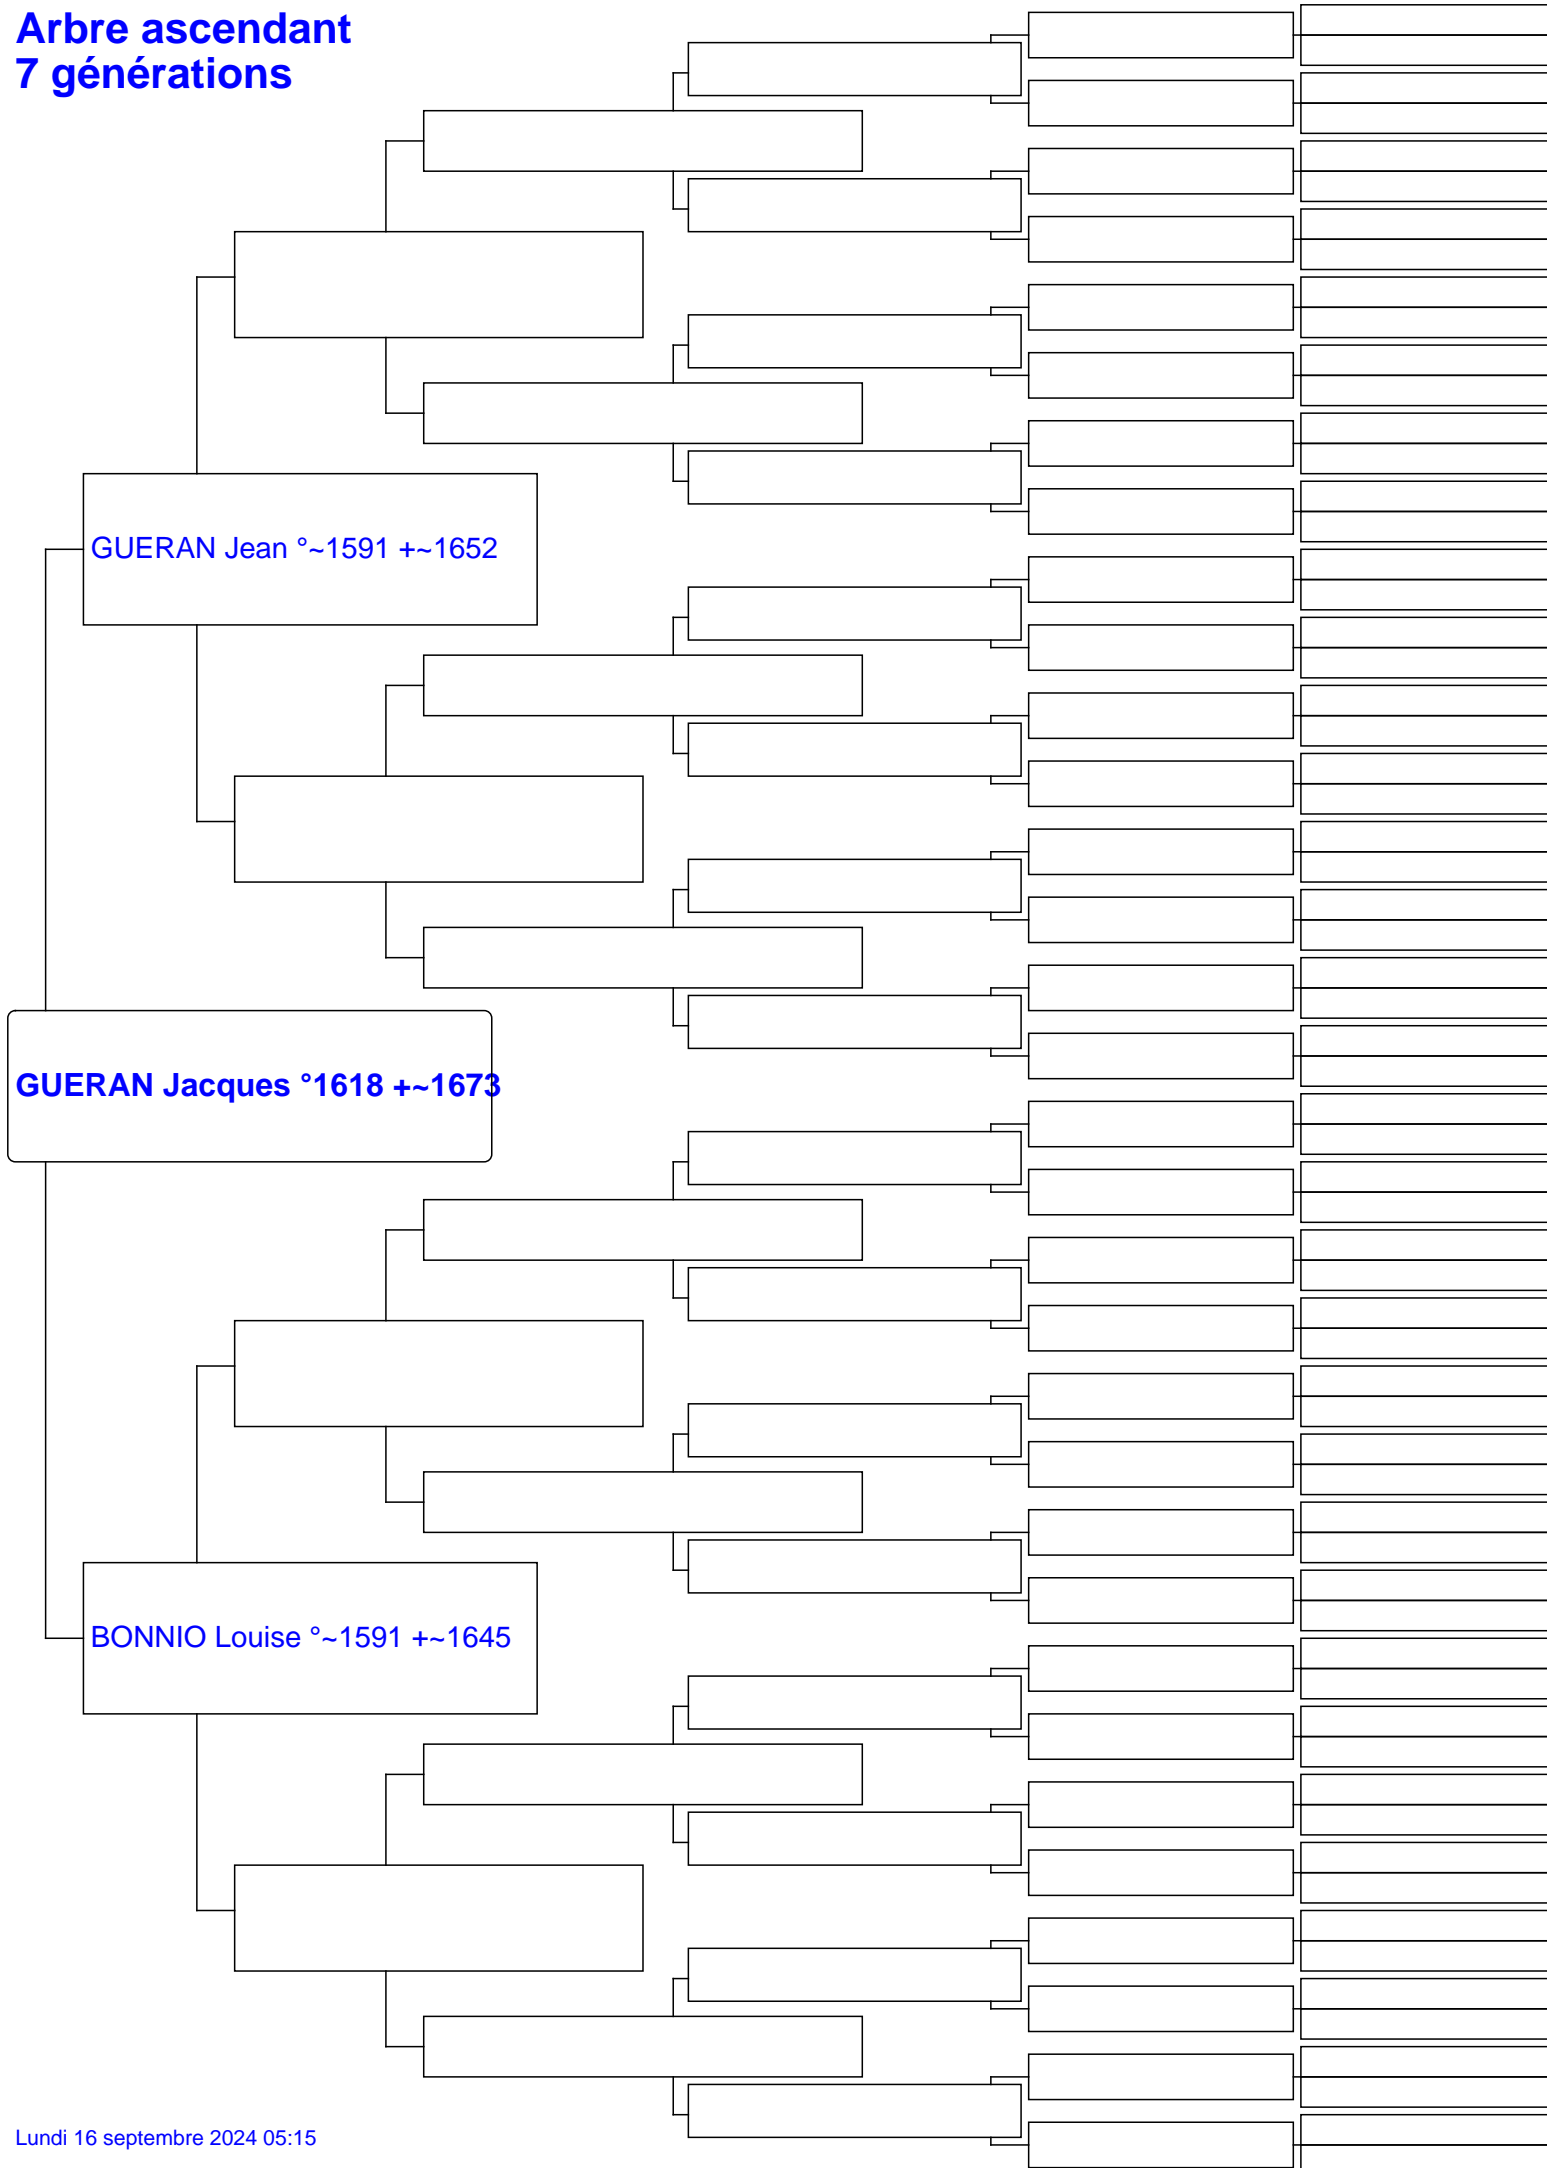 Arbre ascendant
7 générations
GUERAN Jean °~1591 +~1652
GUERAN Jacques °1618 +~1673
BONNIO Louise °~1591 +~1645
Lundi 16 septembre 2024 05:15